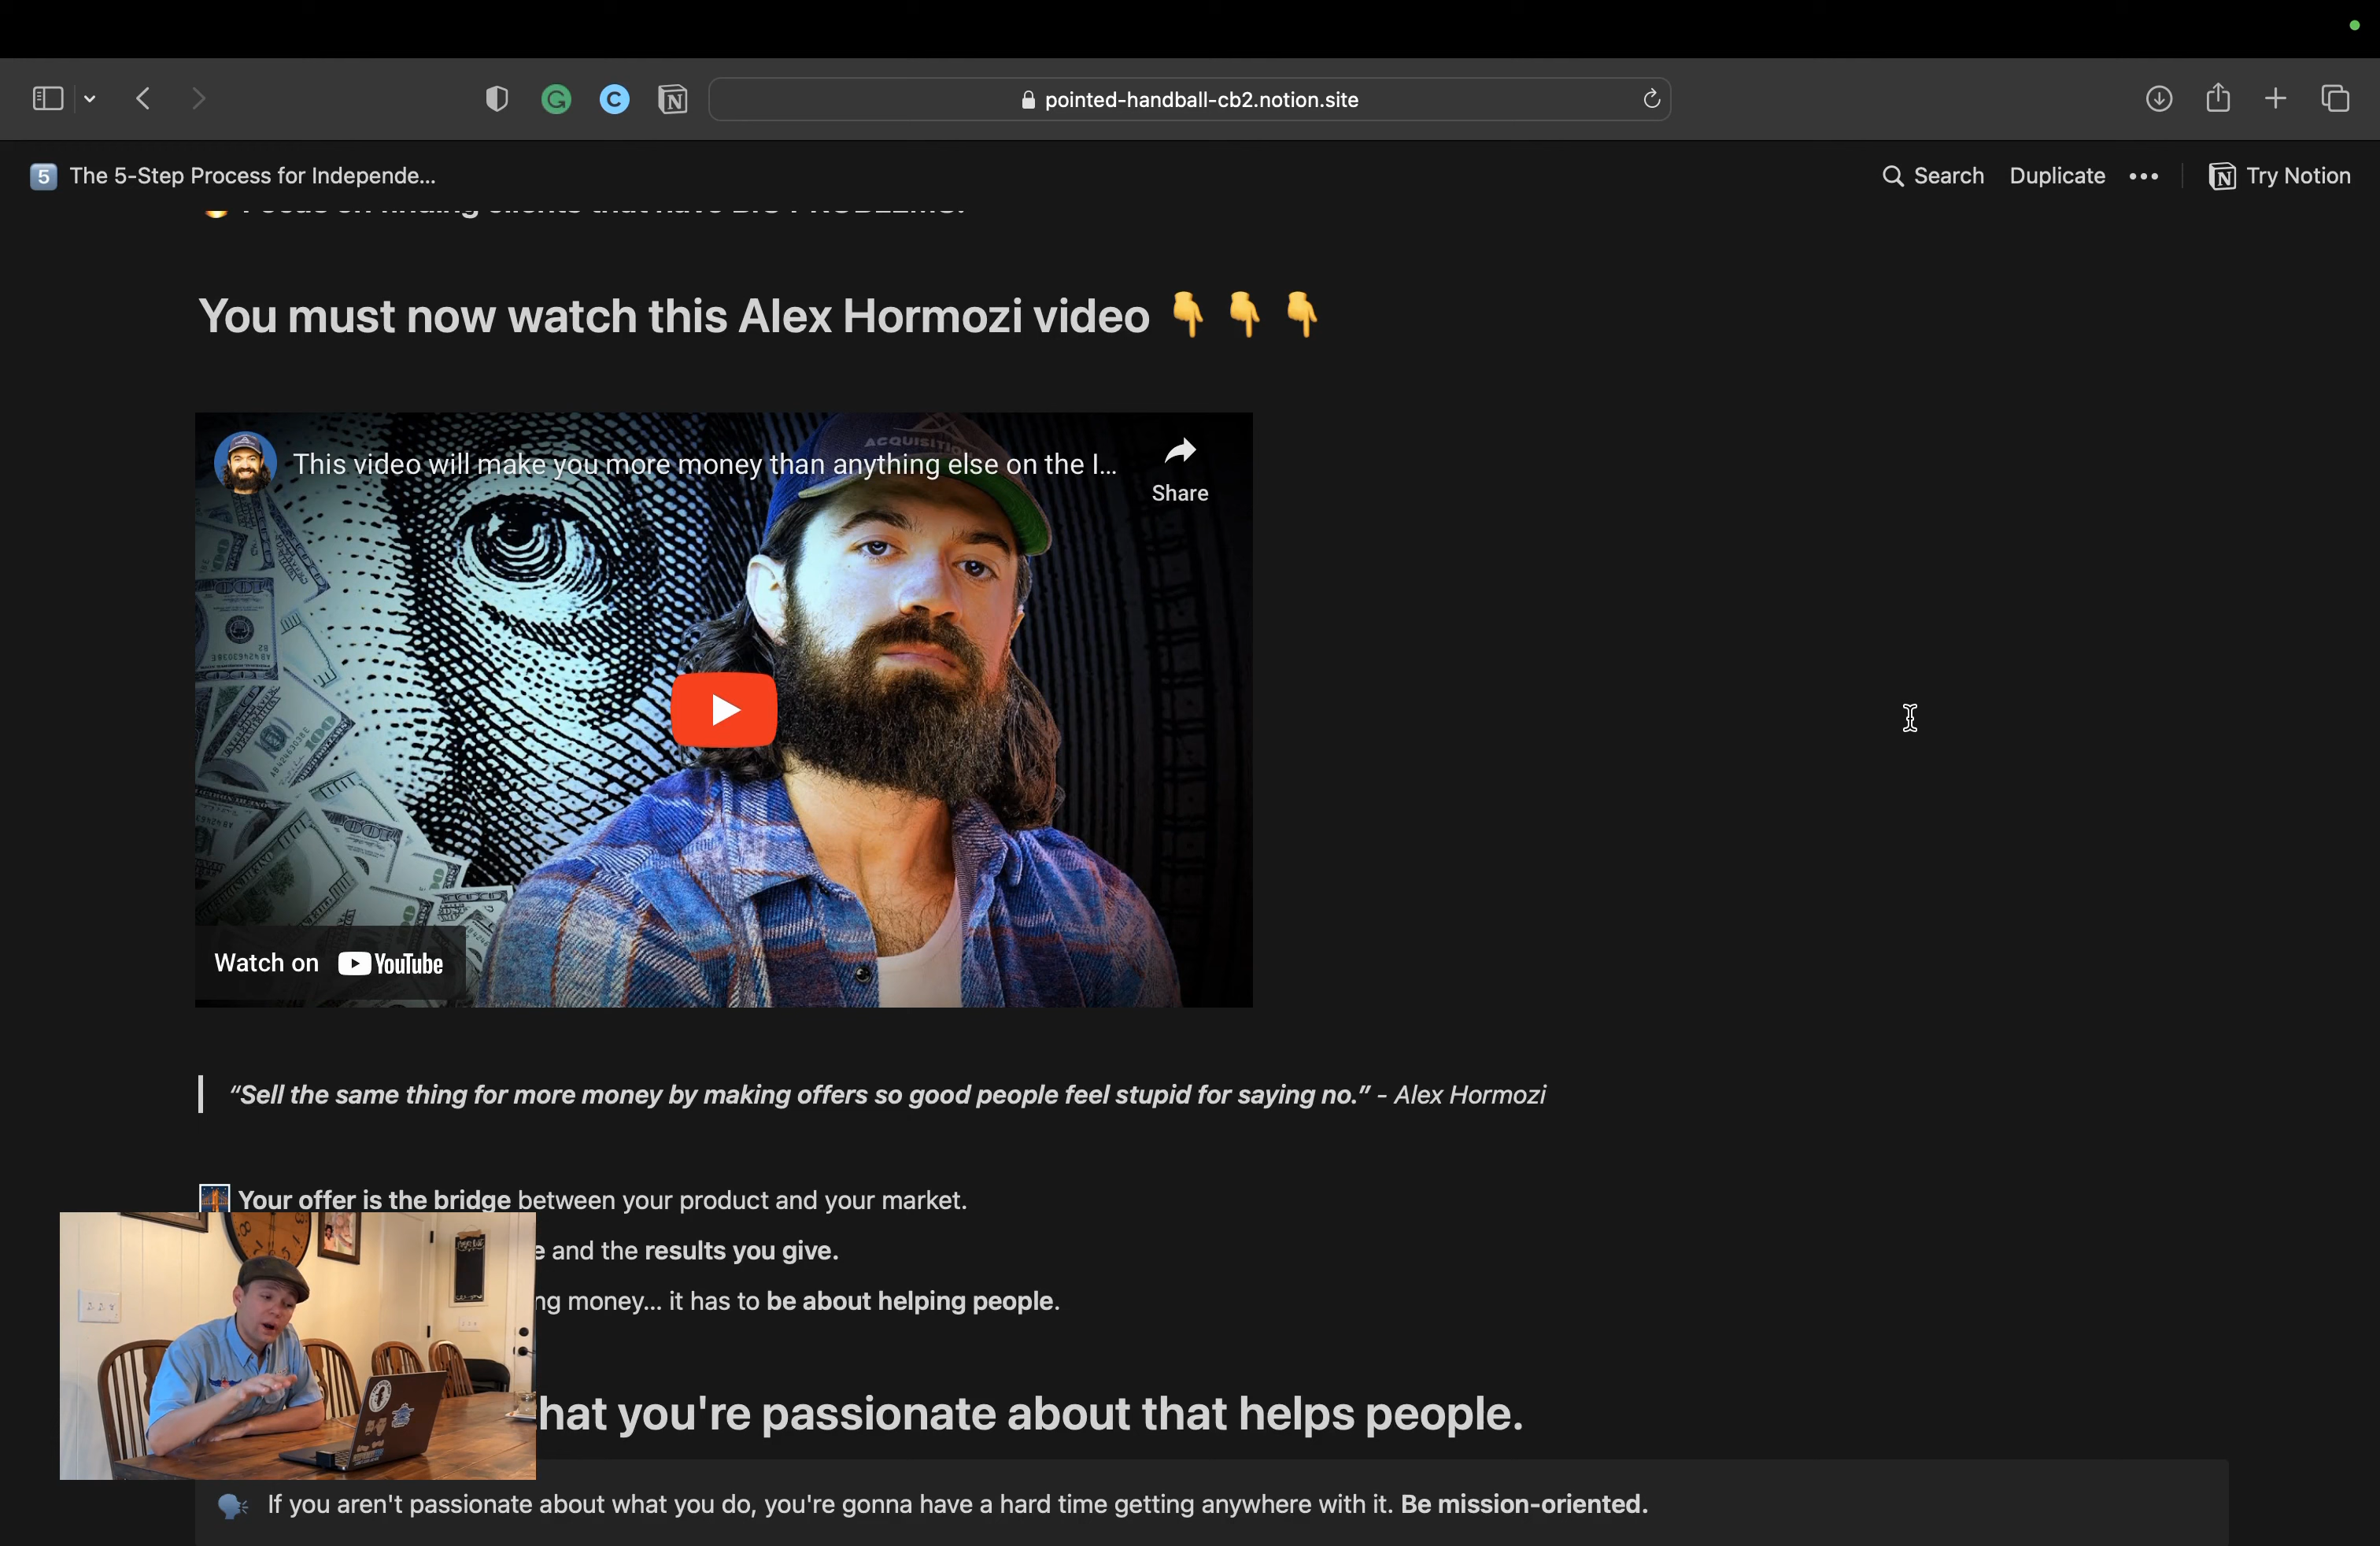 pointed-handball-cb2.notion.site
5 The 5-Step Process for Independe...
Search Duplicate ••• Try Notion
You must now watch this Alex Hormozi video 👇 👇 👇
This video will make you more money than anything else on the I...
Share
ACQUISITIO
Watch on YouTube
“Sell the same thing for more money by making offers so good people feel stupid for saying no.” - Alex Hormozi
Your offer is the bridge between your product and your market.
e and the results you give.
ng money... it has to be about helping people.
hat you're passionate about that helps people.
If you aren't passionate about what you do, you're gonna have a hard time getting anywhere with it. Be mission-oriented.